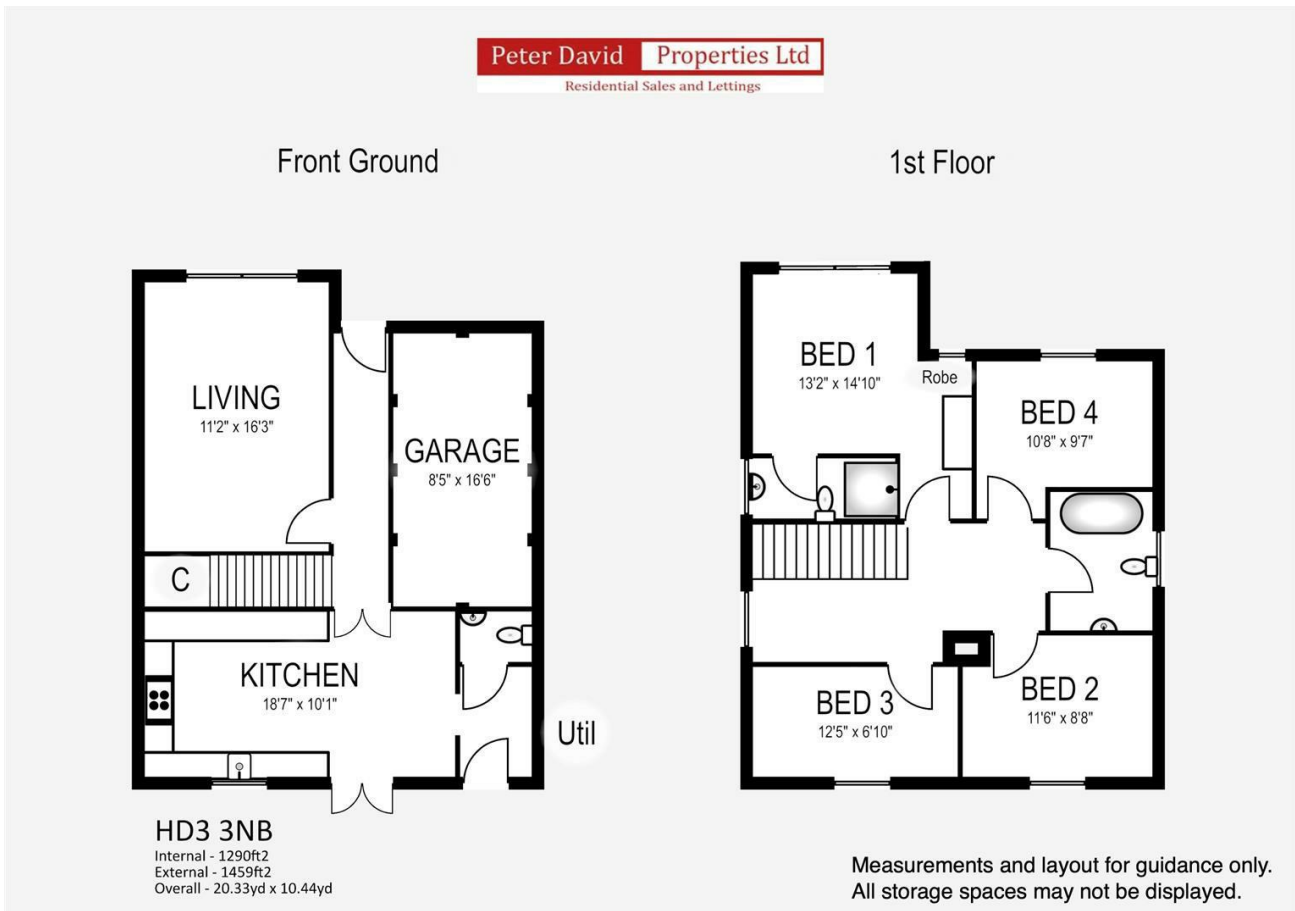 Peter David Properties Ltd
Residential Sales and Lettings
Front Ground
LIVING
11'2" x 16'3"
GARAGE
8'5" x 16'6"
C
KITCHEN
18'7" x 10'1"
Util
HD3 3NB
Internal - 1290ft2
External - 1459ft2
Overall - 20.33yd x 10.44yd
1st Floor
BED 1
13'2" x 14'10"
Robe
BED 4
10'8" x 9'7"
BED 3
12'5" x 6'10"
BED 2
11'6" x 8'8"
Measurements and layout for guidance only.
All storage spaces may not be displayed.